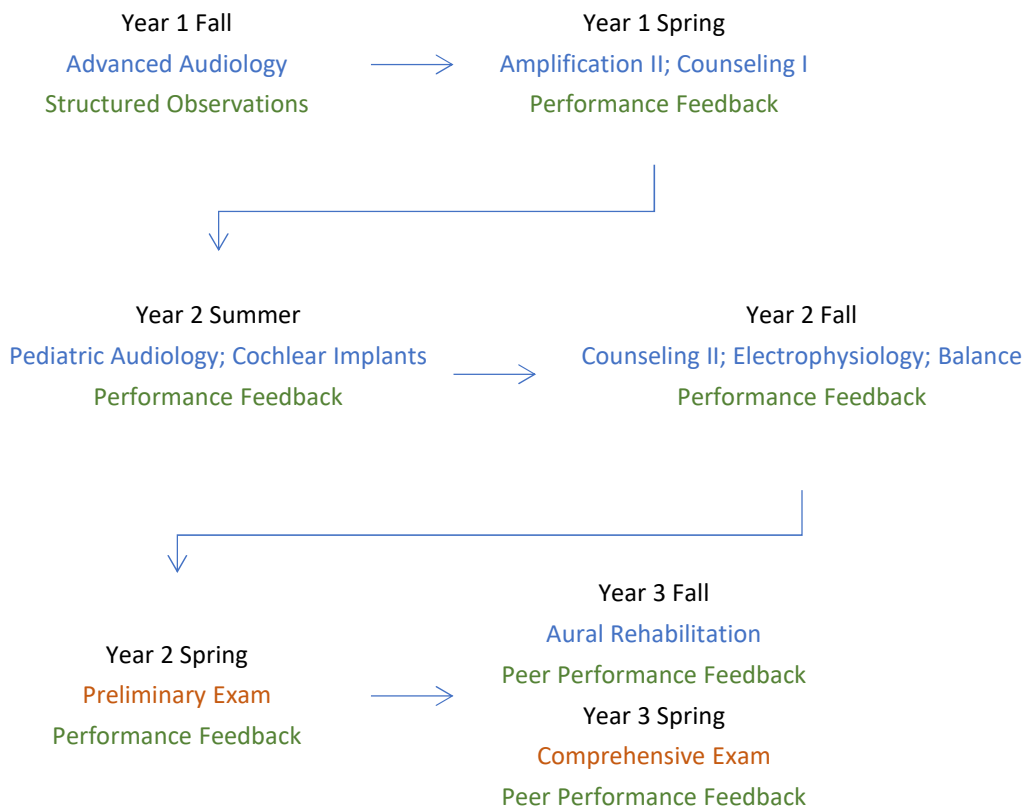 Year 1 Fall
Advanced Audiology
Structured Observations
Year 1 Spring
Amplification II; Counseling I
Performance Feedback
Year 2 Summer
Pediatric Audiology; Cochlear Implants
Performance Feedback
Year 2 Fall
Counseling II; Electrophysiology; Balance
Performance Feedback
Year 2 Spring
Preliminary Exam
Performance Feedback
Year 3 Fall
Aural Rehabilitation
Peer Performance Feedback
Year 3 Spring
Comprehensive Exam
Peer Performance Feedback